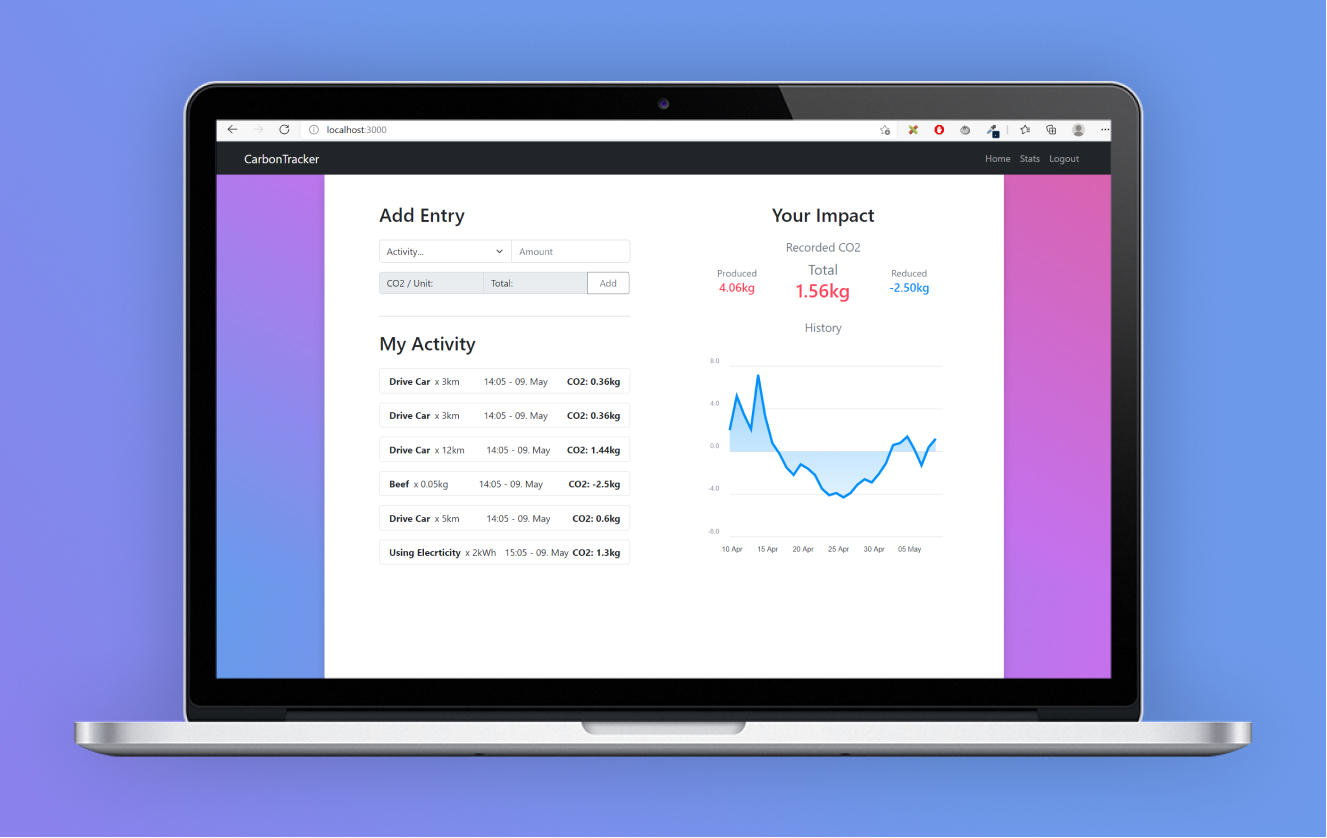 localhost:3000
CarbonTracker
Home Stats Logout
Add Entry
Activity... Amount
CO2 / Unit: Total: Add
My Activity
Drive Car x 3km 14:05 - 09. May CO2: 0.36kg
Drive Car x 3km 14:05 - 09. May CO2: 0.36kg
Drive Car x 12km 14:05 - 09. May CO2: 1.44kg
Beef x 0.05kg 14:05 - 09. May CO2: -2.5kg
Drive Car x 5km 14:05 - 09. May CO2: 0.6kg
Using Elecrticity x 2kWh 15:05 - 09. May CO2: 1.3kg
Your Impact
Recorded CO2
Produced
4.06kg
Total
1.56kg
Reduced
-2.50kg
History
8.0
4.0
0.0
-4.0
-8.0
10 Apr 15 Apr 20 Apr 25 Apr 30 Apr 05 May